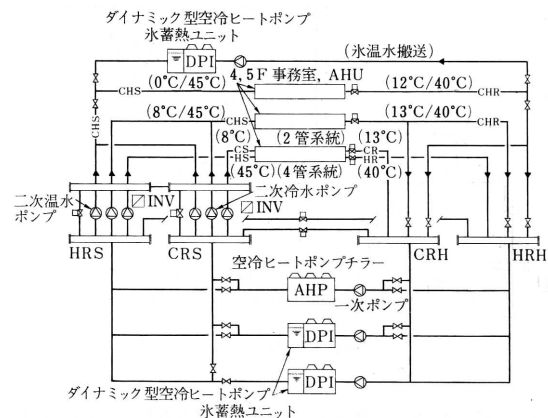 ダイナミック型空冷ヒートポンプ
氷蓄熱ユニット
DPI
(氷温水搬送)
4,5F 事務室, AHU
(0℃/45℃)
(12℃/40℃)
CHS
CHR
(8℃/45℃)
(13℃/40℃)
CHS
CHR
CHS
(8℃)
(2管系統)
(13℃)
CS
CR
HS
HR
(45℃)
(4管系統)
(40℃)
二次温水
ポンプ
INV
二次冷水
ポンプ
INV
HRS
CRS
CRH
HRH
空冷ヒートポンプチラー
AHP
一次ポンプ
DPI
DPI
ダイナミック型空冷ヒートポンプ
氷蓄熱ユニット